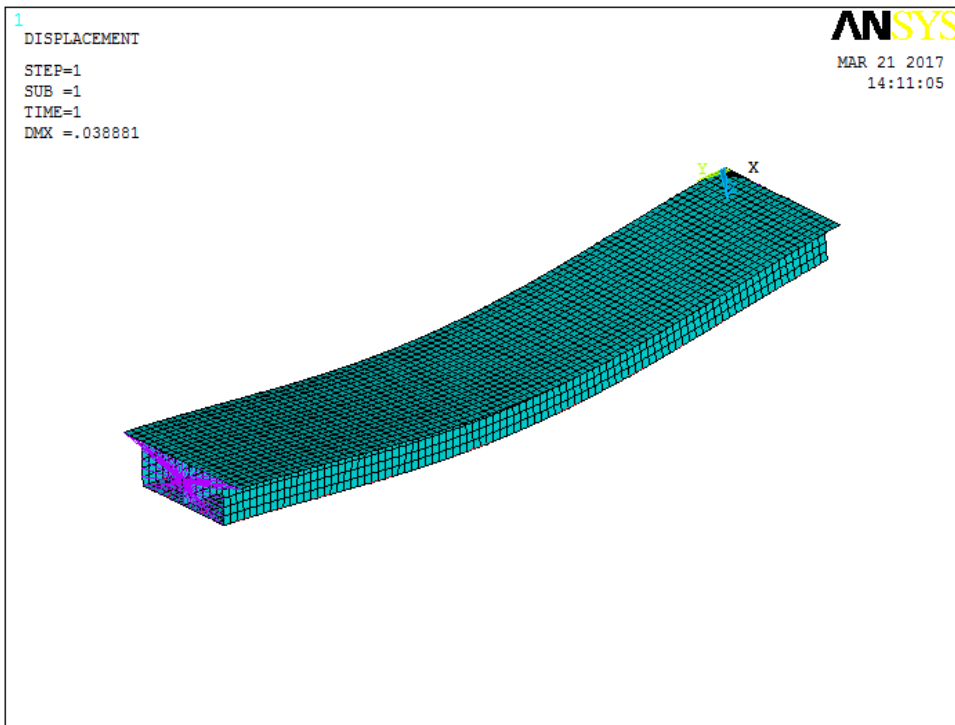 1
DISPLACEMENT
STEP=1
SUB =1
TIME=1
DMX =.038881
ANSYS
MAR 21 2017
14:11:05
Y
X